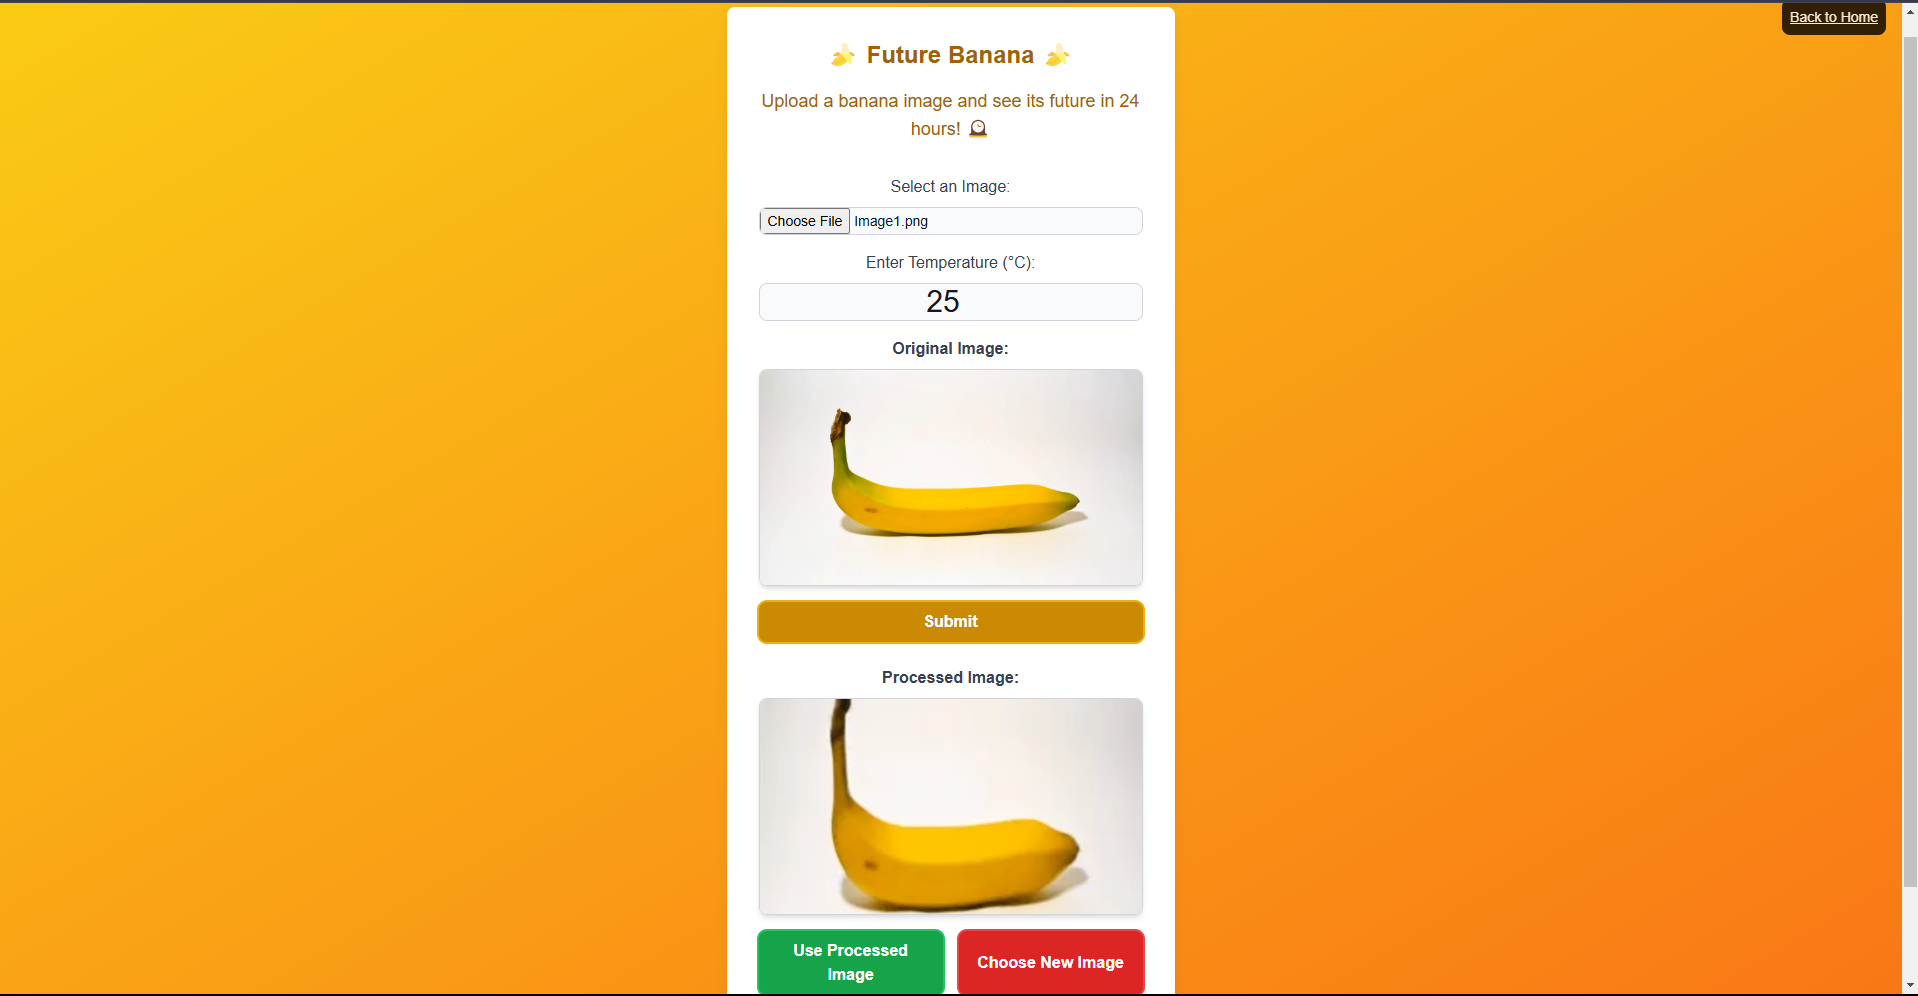 Back to Home
🍌 Future Banana 🍌
Upload a banana image and see its future in 24
hours! 🕰️
Select an Image:
Choose File Image1.png
Enter Temperature (°C):
25
Original Image:
Submit
Processed Image:
Use Processed
Image
Choose New Image